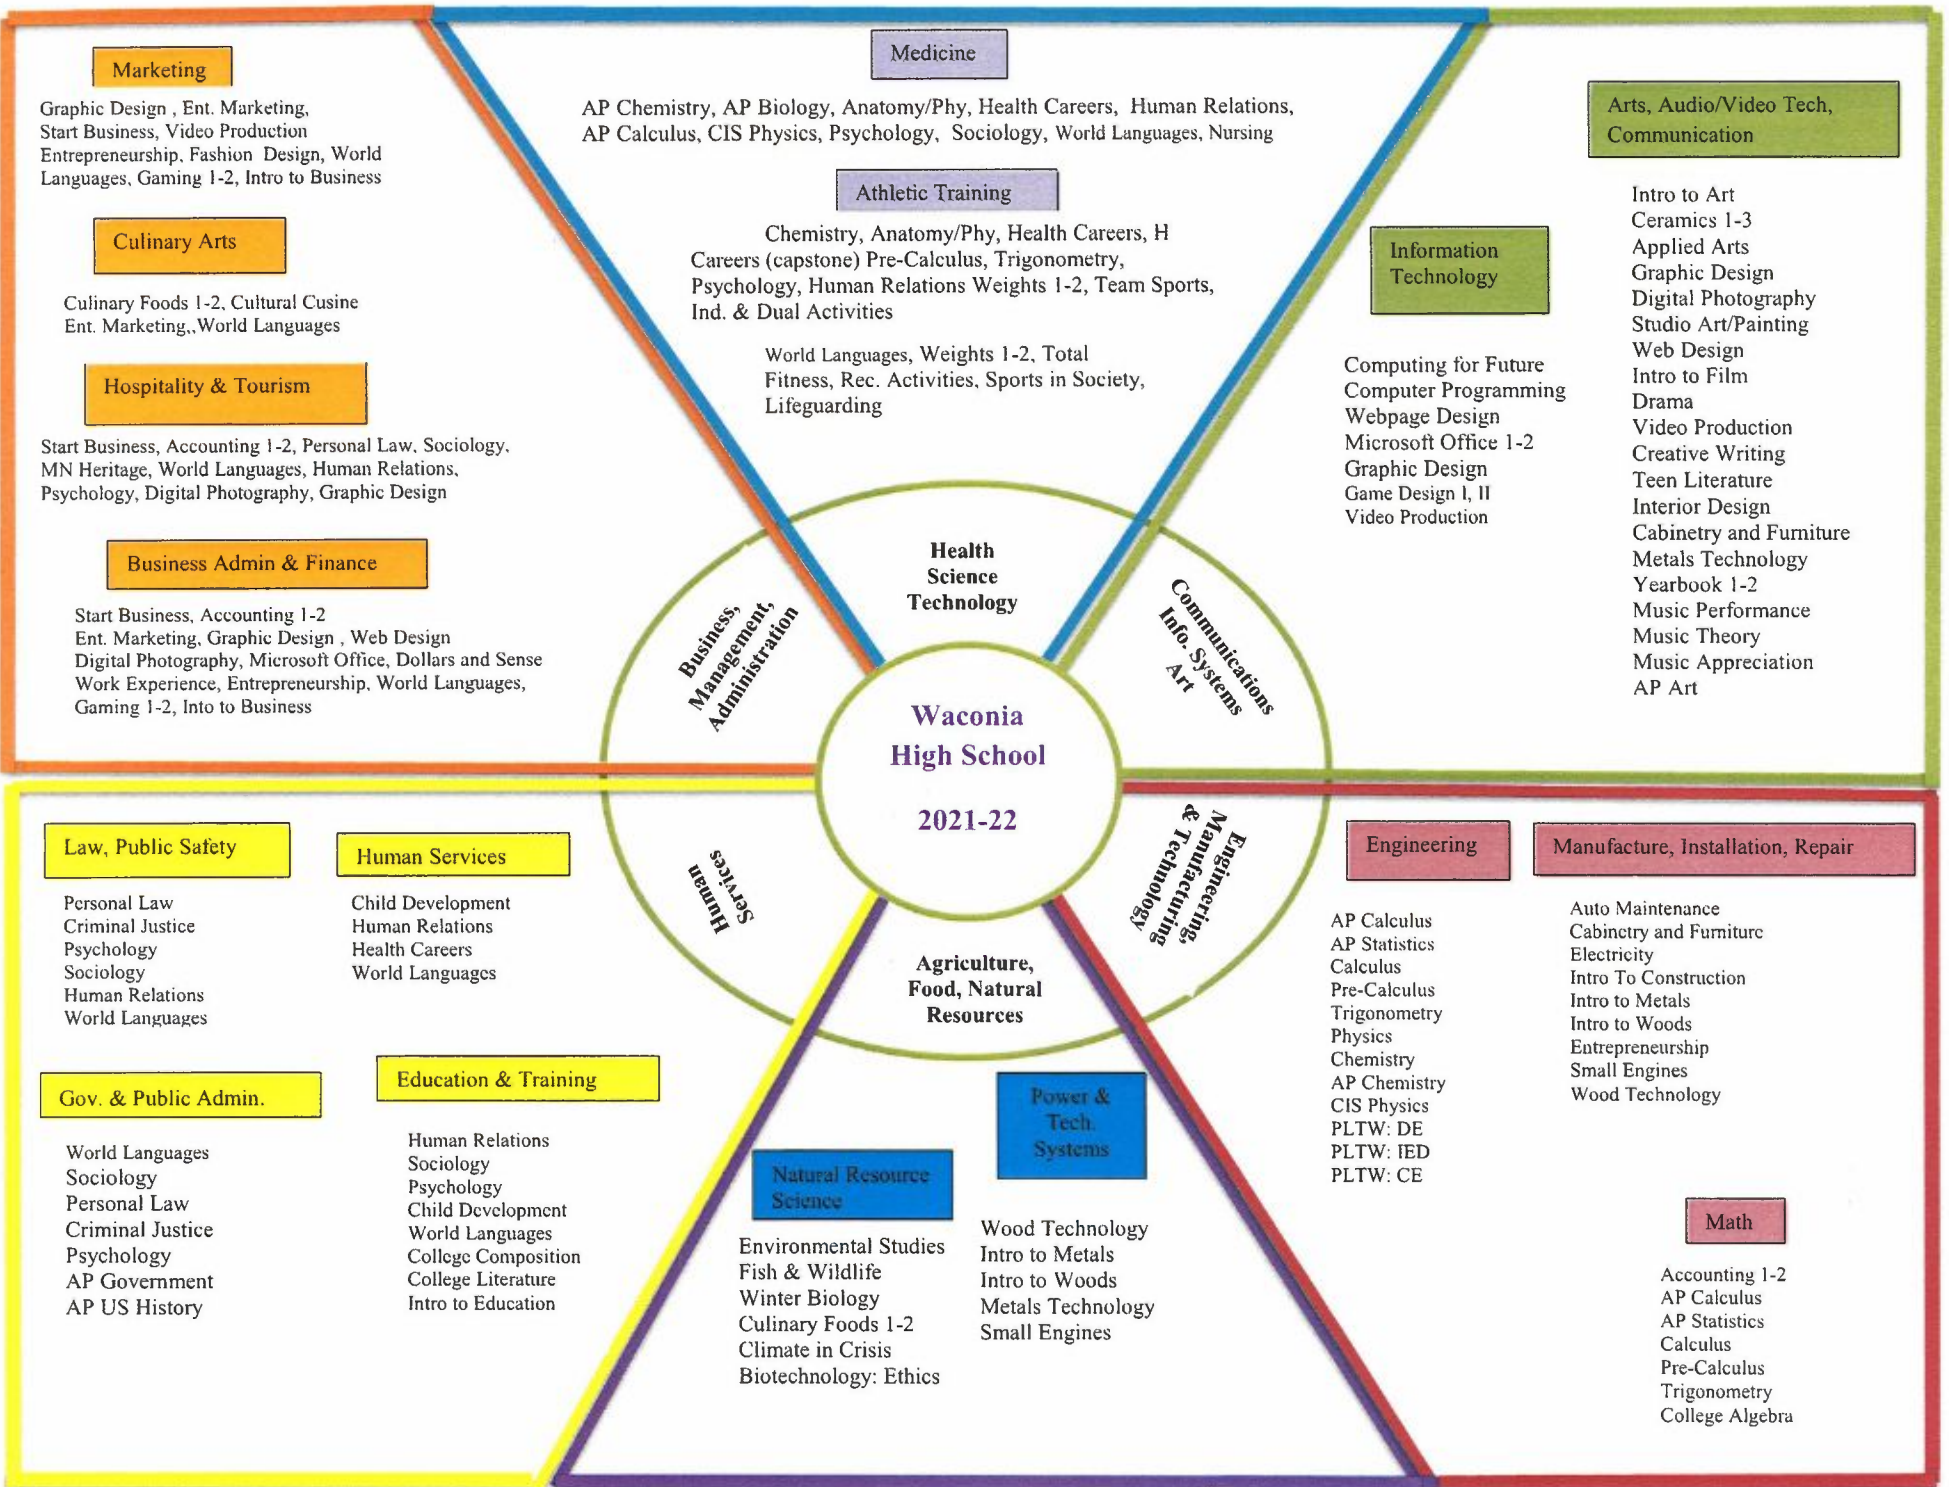 Marketing
Graphic Design , Ent. Marketing,
Start Business, Video Production
Entrepreneurship, Fashion Design, World
Languages, Gaming 1-2, Intro to Business
Culinary Arts
Culinary Foods 1-2, Cultural Cusine
Ent. Marketing,,World Languages
Hospitality & Tourism
Start Business, Accounting 1-2, Personal Law, Sociology,
MN Heritage, World Languages, Human Relations,
Psychology, Digital Photography, Graphic Design
Business Admin & Finance
Start Business, Accounting 1-2
Ent. Marketing, Graphic Design , Web Design
Digital Photography, Microsoft Office, Dollars and Sense
Work Experience, Entrepreneurship, World Languages,
Gaming 1-2, Into to Business
Medicine
AP Chemistry, AP Biology, Anatomy/Phy, Health Careers, Human Relations,
AP Calculus, CIS Physics, Psychology, Sociology, World Languages, Nursing
Athletic Training
Chemistry, Anatomy/Phy, Health Careers, H
Careers (capstone) Pre-Calculus, Trigonometry,
Psychology, Human Relations Weights 1-2, Team Sports,
Ind. & Dual Activities
World Languages, Weights 1-2, Total
Fitness, Rec. Activities, Sports in Society,
Lifeguarding
Information
Technology
Computing for Future
Computer Programming
Webpage Design
Microsoft Office 1-2
Graphic Design
Game Design I, II
Video Production
Arts, Audio/Video Tech,
Communication
Intro to Art
Ceramics 1-3
Applied Arts
Graphic Design
Digital Photography
Studio Art/Painting
Web Design
Intro to Film
Drama
Video Production
Creative Writing
Teen Literature
Interior Design
Cabinetry and Furniture
Metals Technology
Yearbook 1-2
Music Performance
Music Theory
Music Appreciation
AP Art
Business,
Management,
Administration
Health
Science
Technology
Communications
Info. Systems
Art
Waconia
High School
2021-22
Human
Services
Agriculture,
Food, Natural
Resources
Engineering,
Manufacturing
& Technology
Law, Public Safety
Personal Law
Criminal Justice
Psychology
Sociology
Human Relations
World Languages
Human Services
Child Development
Human Relations
Health Careers
World Languages
Gov. & Public Admin.
World Languages
Sociology
Personal Law
Criminal Justice
Psychology
AP Government
AP US History
Education & Training
Human Relations
Sociology
Psychology
Child Development
World Languages
College Composition
College Literature
Intro to Education
Natural Resource
Science
Environmental Studies
Fish & Wildlife
Winter Biology
Culinary Foods 1-2
Climate in Crisis
Biotechnology: Ethics
Power &
Tech.
Systems
Wood Technology
Intro to Metals
Intro to Woods
Metals Technology
Small Engines
Engineering
AP Calculus
AP Statistics
Calculus
Pre-Calculus
Trigonometry
Physics
Chemistry
AP Chemistry
CIS Physics
PLTW: DE
PLTW: IED
PLTW: CE
Manufacture, Installation, Repair
Auto Maintenance
Cabinetry and Furniture
Electricity
Intro To Construction
Intro to Metals
Intro to Woods
Entrepreneurship
Small Engines
Wood Technology
Math
Accounting 1-2
AP Calculus
AP Statistics
Calculus
Pre-Calculus
Trigonometry
College Algebra